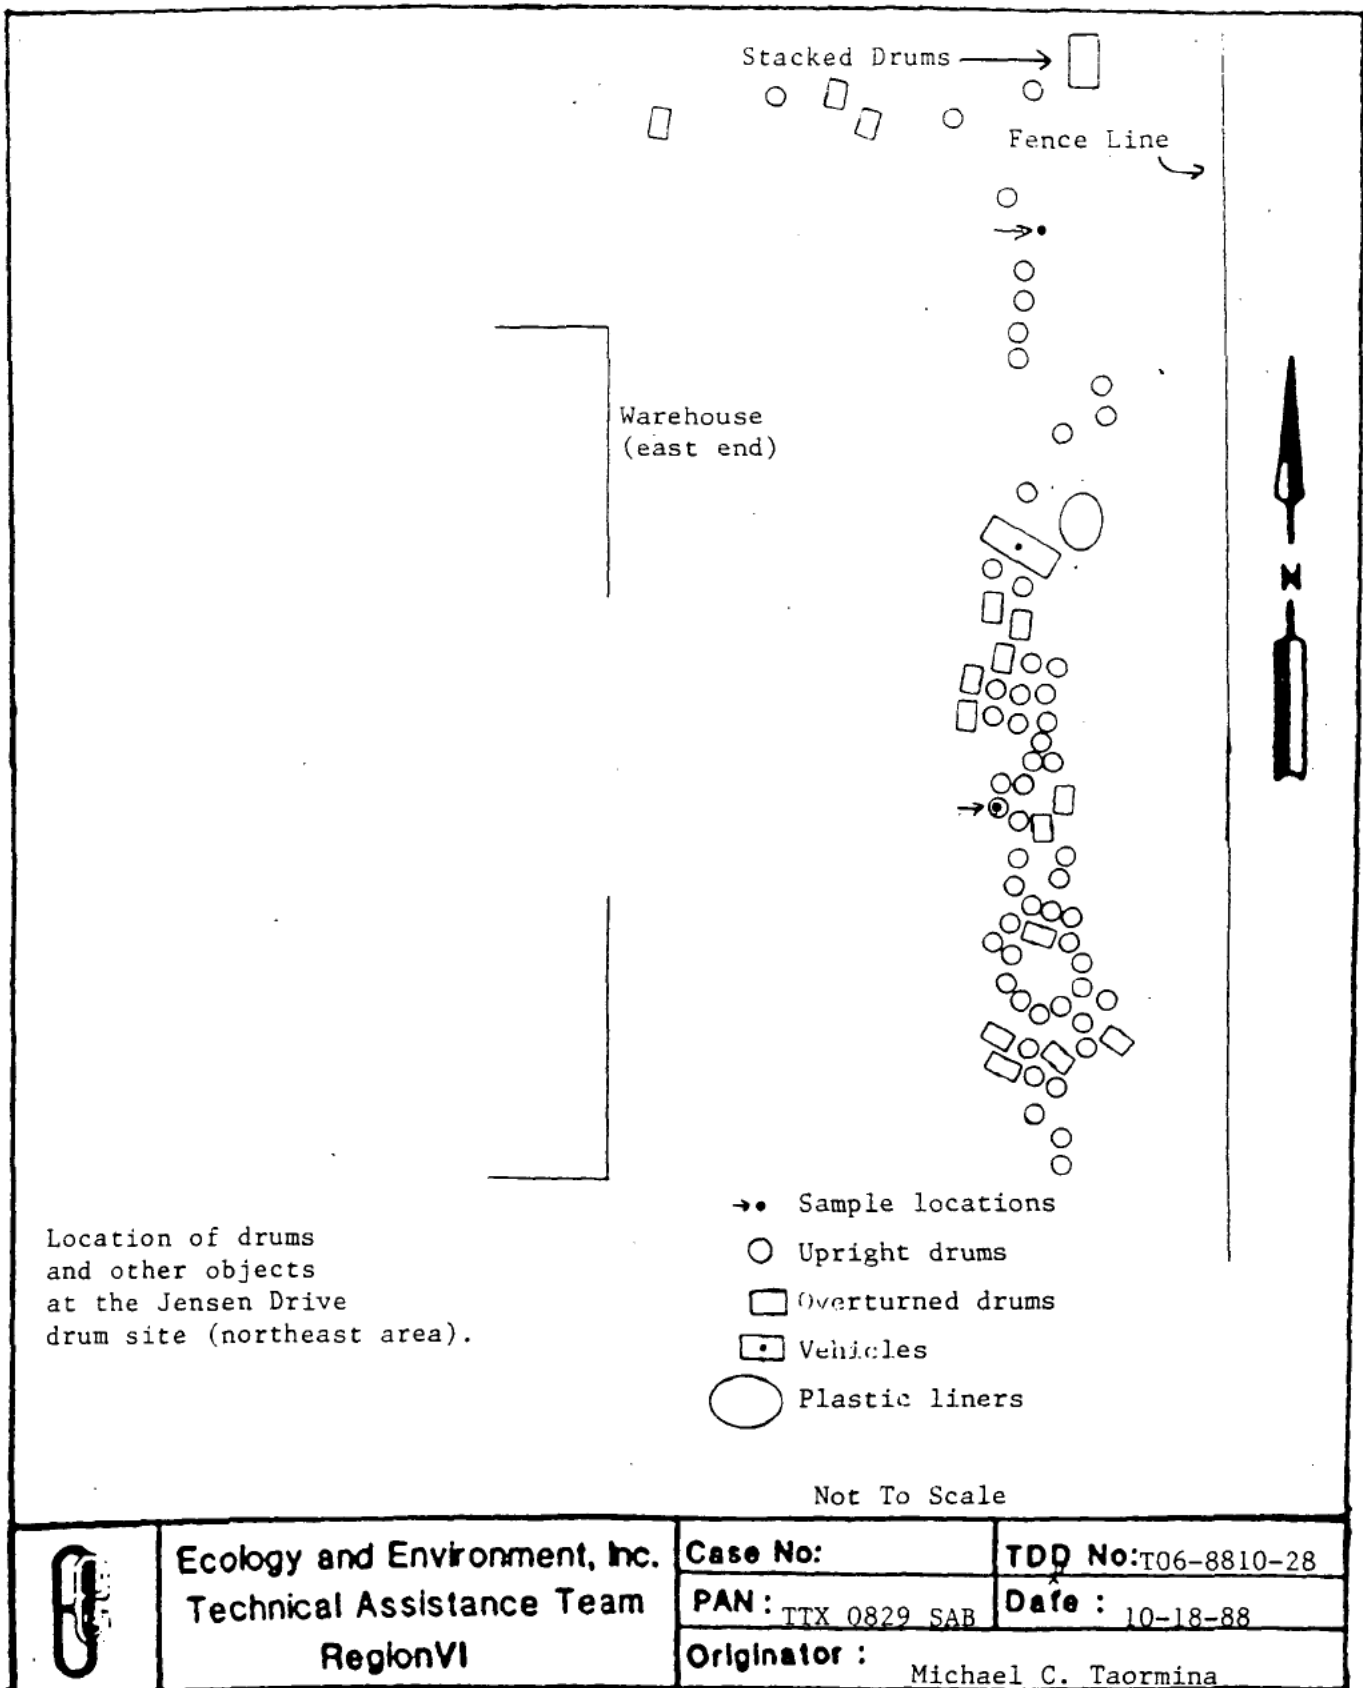 Stacked Drums
Fence Line
Warehouse
(east end)
N
Sample locations
Upright drums
Overturned drums
Vehicles
Plastic liners
Location of drums
and other objects
at the Jensen Drive
drum site (northeast area).
Not To Scale
Ecology and Environment, Inc.
Technical Assistance Team
RegionVI
Case No:
TDD No:T06-8810-28
PAN: TTX 0829 SAB
Date: 10-18-88
Originator: Michael C. Taormina